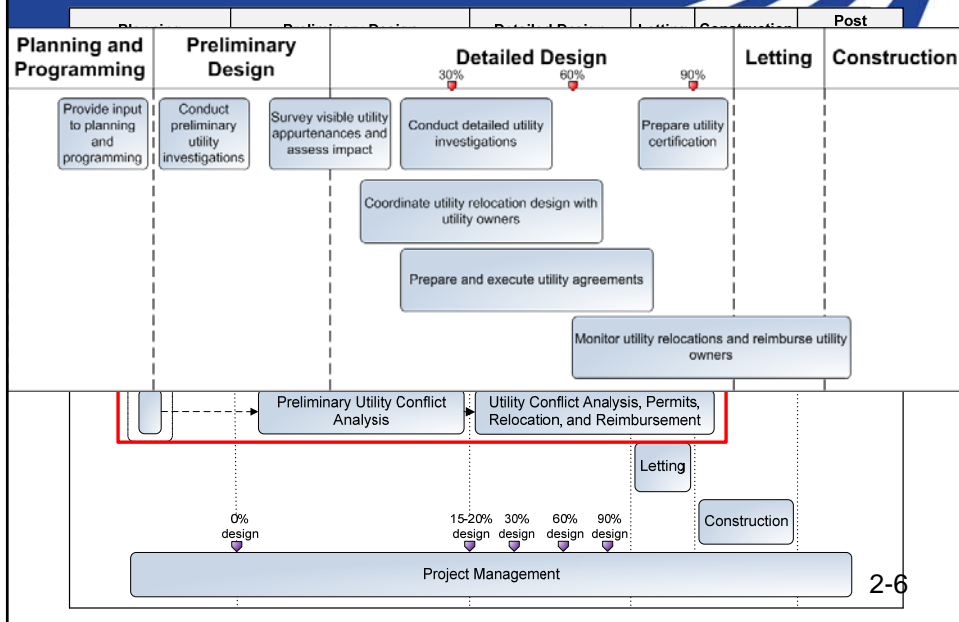 Post
Planning and
Programming
Preliminary
Design
Detailed Design
Letting
Construction
30%
60%
90%
Provide input
to planning
and
programming
Conduct
preliminary
utility
investigations
Survey visible utility
appurtenances and
assess impact
Conduct detailed utility
investigations
Prepare utility
certification
Coordinate utility relocation design with
utility owners
Prepare and execute utility agreements
Monitor utility relocations and reimburse utility
owners
Preliminary Utility Conflict
Analysis
Utility Conflict Analysis, Permits,
Relocation, and Reimbursement
Letting
Construction
0%
design
15-20%
design
30%
design
60%
design
90%
design
Project Management
2-6